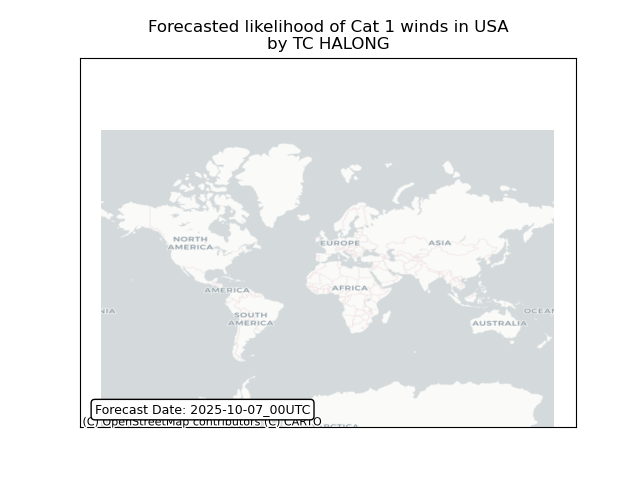 Forecasted likelihood of Cat 1 winds in USA
by TC HALONG
NORTH
AMERICA
EUROPE
ASIA
AMERICA
AFRICA
NIA
OCEAN
SOUTH
AMERICA
AUSTRALIA
Forecast Date: 2025-10-07_00UTC
(C) OpenStreetMap contributors (C) CARTO
RCTICA